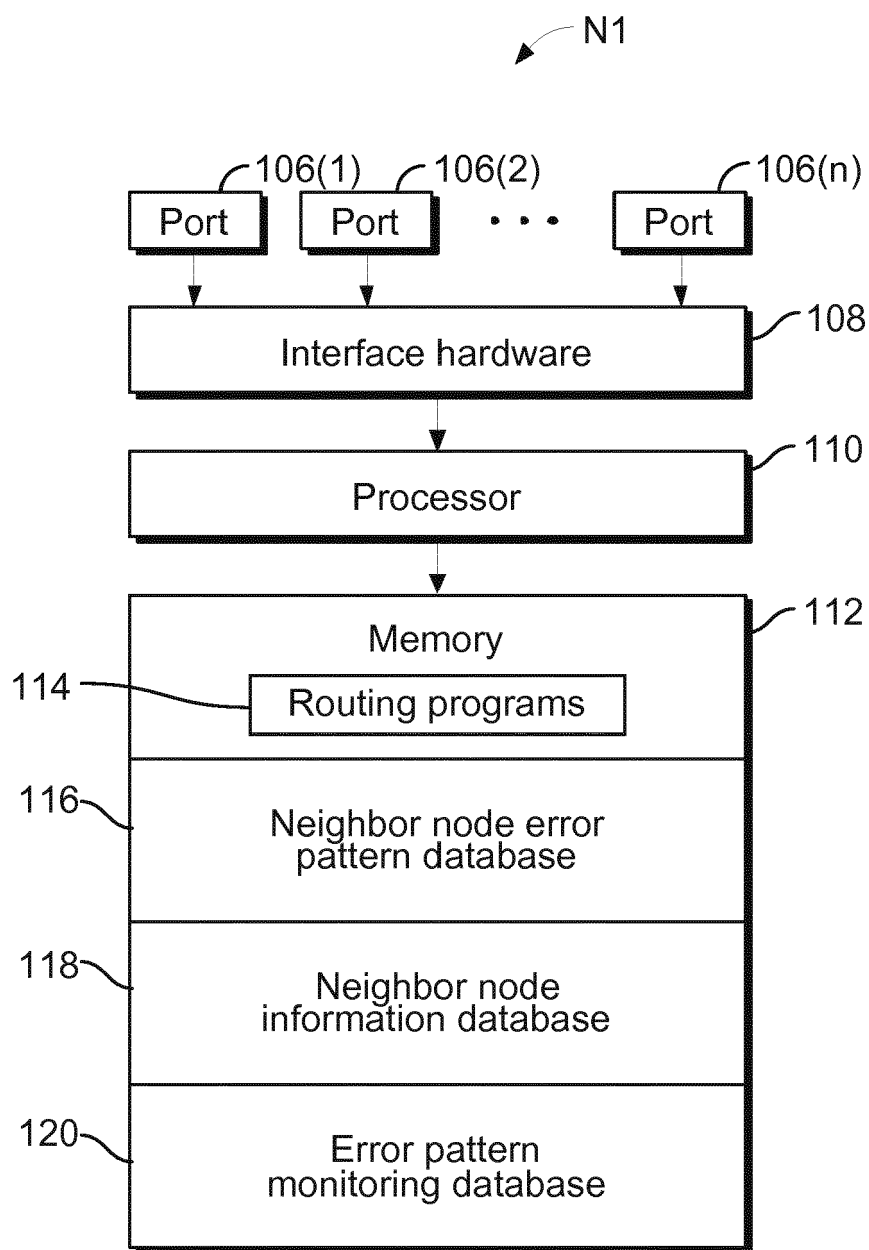 N1
106(1) 106(2) 106(n)
Port Port • • • Port
108
Interface hardware
110
Processor
112
Memory
114
Routing programs
116
Neighbor node error
pattern database
118
Neighbor node
information database
120
Error pattern
monitoring database